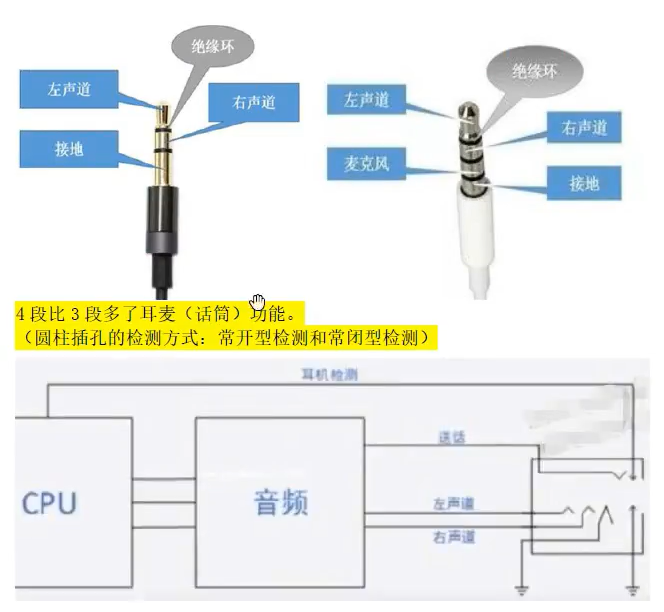 绝缘环
左声道
右声道
接地
绝缘环
左声道
右声道
麦克风
接地
4段比3段多了耳麦（话筒）功能。
（圆柱插孔的检测方式：常开型检测和常闭型检测）
耳机检测
送话
CPU
音频
左声道
右声道